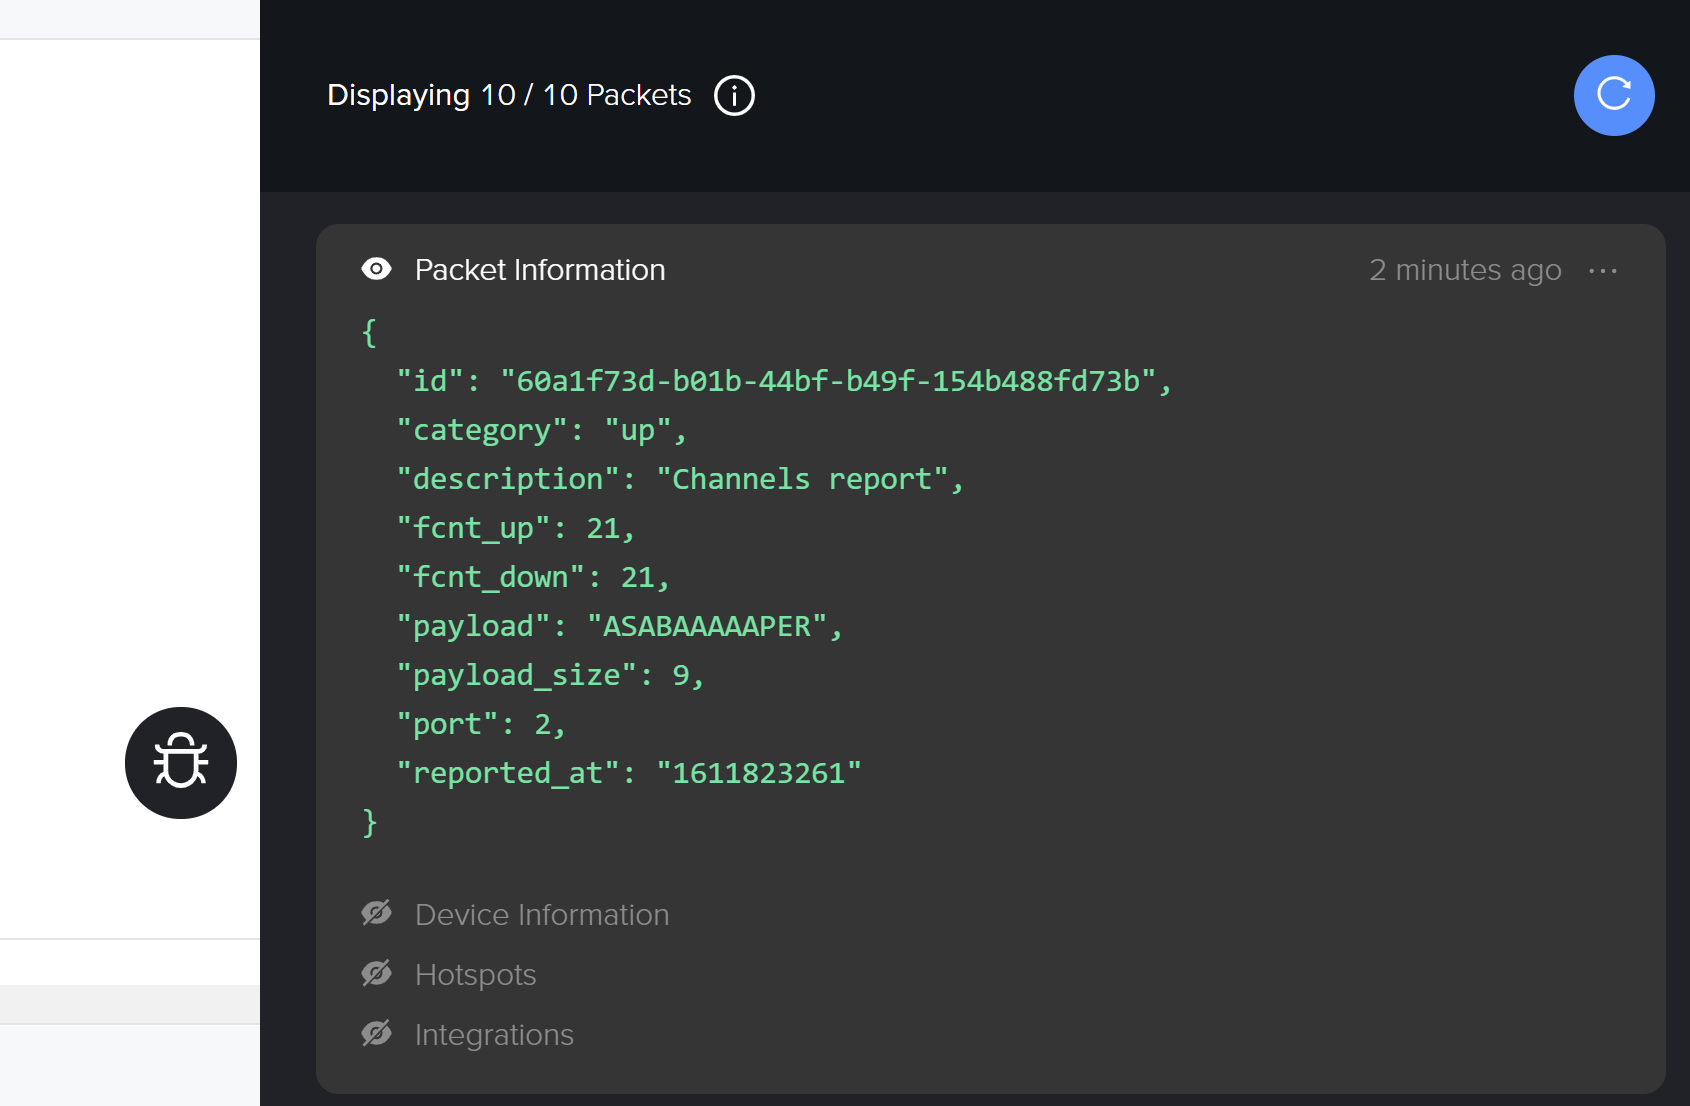 Displaying 10 / 10 Packets
Packet Information
2 minutes ago
{
"id": "60a1f73d-b01b-44bf-b49f-154b488fd73b",
"category": "up",
"description": "Channels report",
"fcnt_up": 21,
"fcnt_down": 21,
"payload": "ASABAAAAAPER",
"payload_size": 9,
"port": 2,
"reported_at": "1611823261"
}
Device Information
Hotspots
Integrations